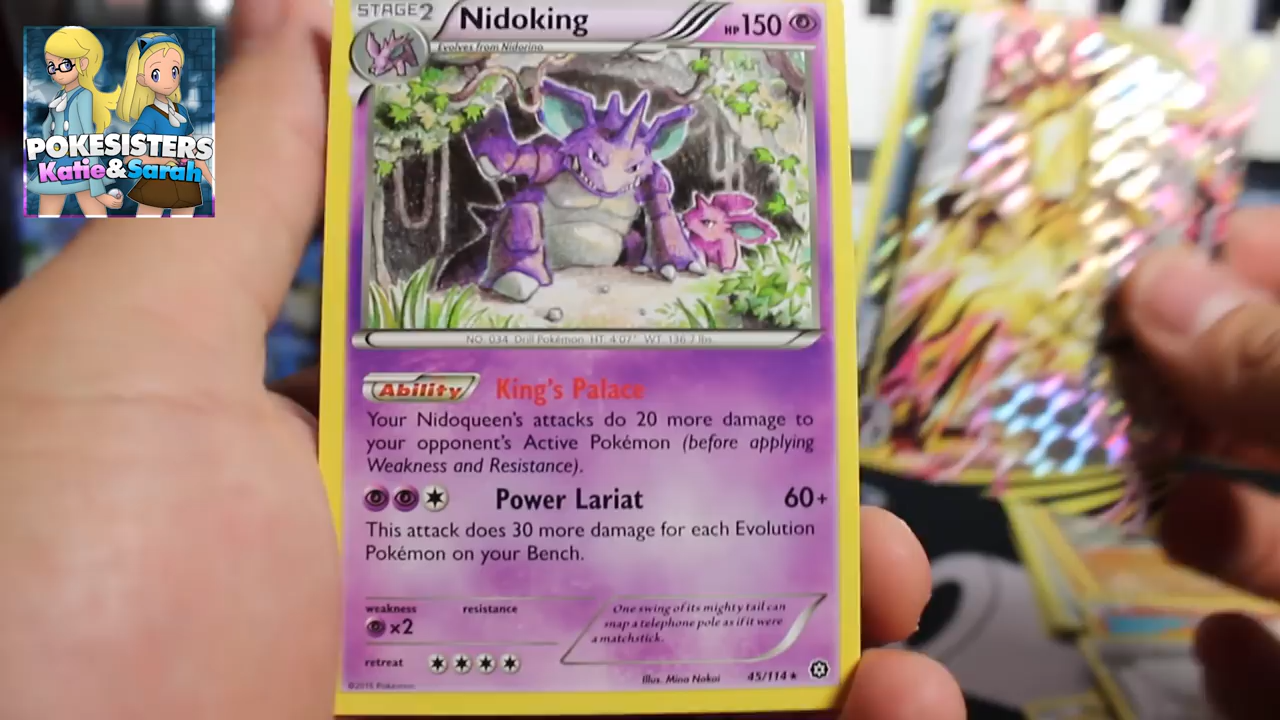 POKESISTERS
Katie&Sarah
STAGE2
Nidoking
HP150
Evolves from Nidorino
NO. 034 Drill Pokémon HT: 4'07" WT: 136.7 lbs.
Ability King's Palace
Your Nidoqueen's attacks do 20 more damage to
your opponent's Active Pokémon (before applying
Weakness and Resistance).
Power Lariat 60+
This attack does 30 more damage for each Evolution
Pokémon on your Bench.
weakness resistance
×2
retreat
One swing of its mighty tail can
snap a telephone pole as if it were
a matchstick.
Illus. Mina Nakai 45/114
©2016 Pokémon